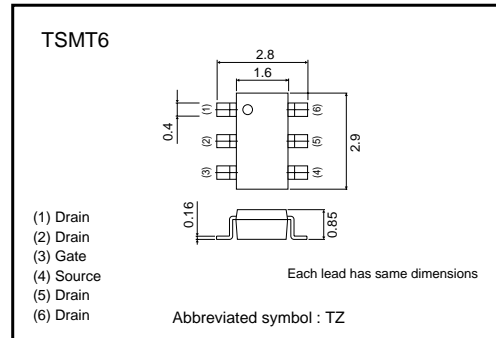 TSMT6
2.8
1.6
(1)
(6)
0.4
(2)
(5)
2.9
(3)
(4)
0.16
0.85
(1) Drain
(2) Drain
(3) Gate
(4) Source
(5) Drain
(6) Drain
Each lead has same dimensions
Abbreviated symbol : TZ